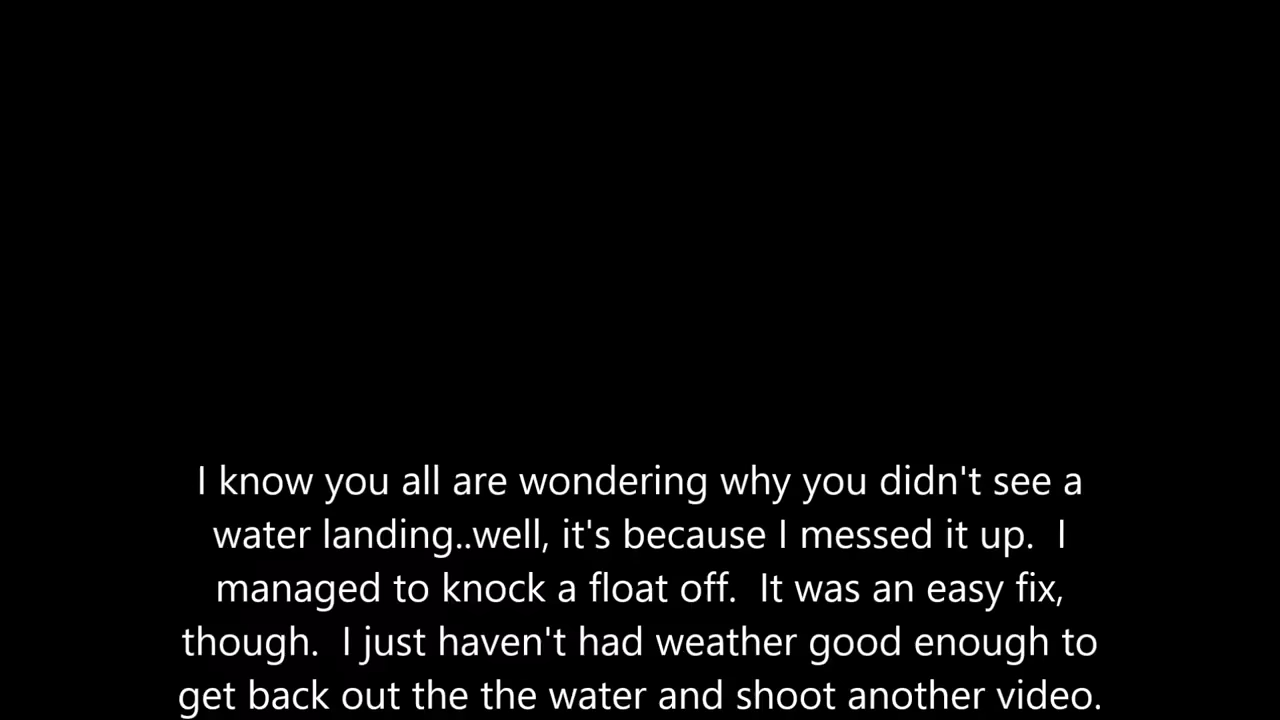 I know you all are wondering why you didn't see a
water landing..well, it's because I messed it up.  I
managed to knock a float off.  It was an easy fix,
though.  I just haven't had weather good enough to
get back out the the water and shoot another video.